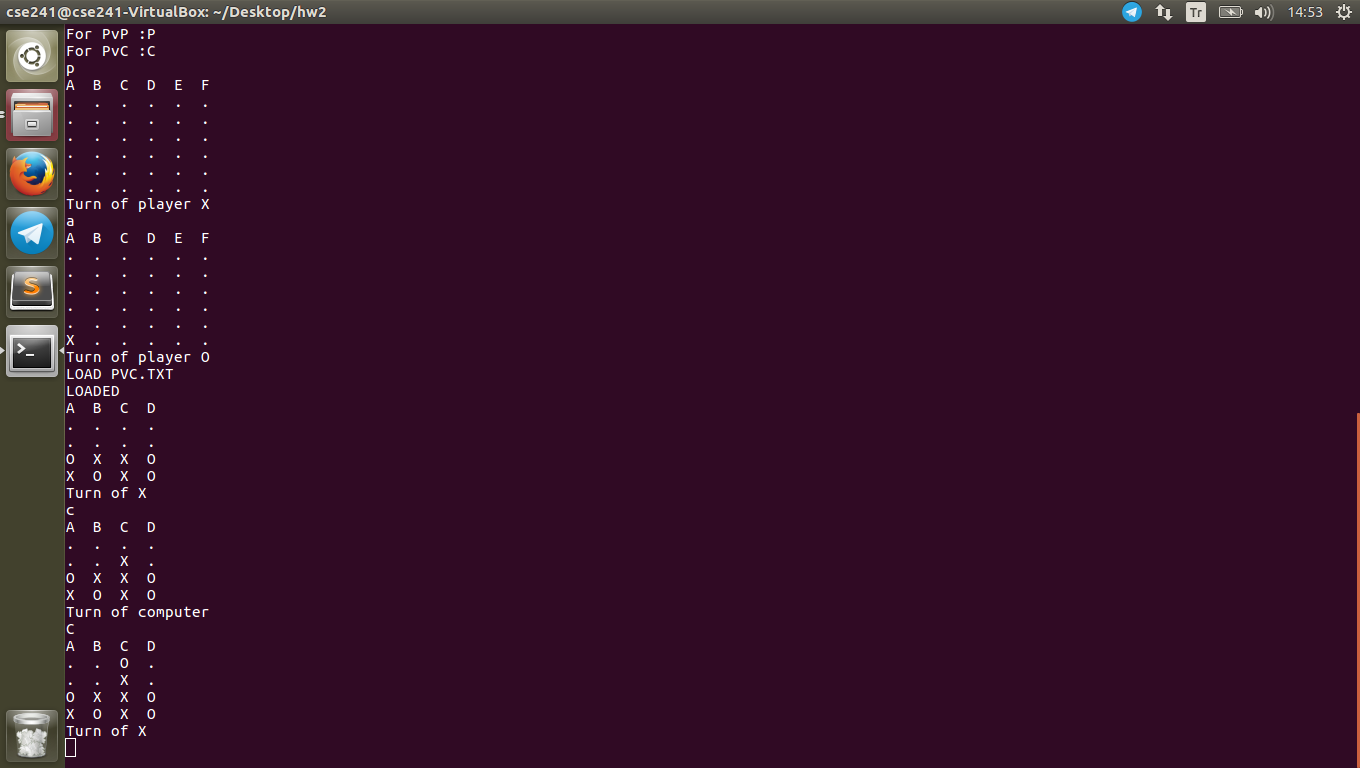 cse241@cse241-VirtualBox: ~/Desktop/hw2
Tr
14:53
For PvP :P
For PvC :C
p
A  B  C  D  E  F
.  .  .  .  .  .
.  .  .  .  .  .
.  .  .  .  .  .
.  .  .  .  .  .
.  .  .  .  .  .
.  .  .  .  .  .
Turn of player X
a
A  B  C  D  E  F
.  .  .  .  .  .
.  .  .  .  .  .
.  .  .  .  .  .
.  .  .  .  .  .
.  .  .  .  .  .
X  .  .  .  .  .
Turn of player O
LOAD PVC.TXT
LOADED
A  B  C  D
.  .  .  .
.  .  .  .
O  X  X  O
X  O  X  O
Turn of X
c
A  B  C  D
.  .  .  .
.  .  X  .
O  X  X  O
X  O  X  O
Turn of computer
C
A  B  C  D
.  .  O  .
.  .  X  .
O  X  X  O
X  O  X  O
Turn of X